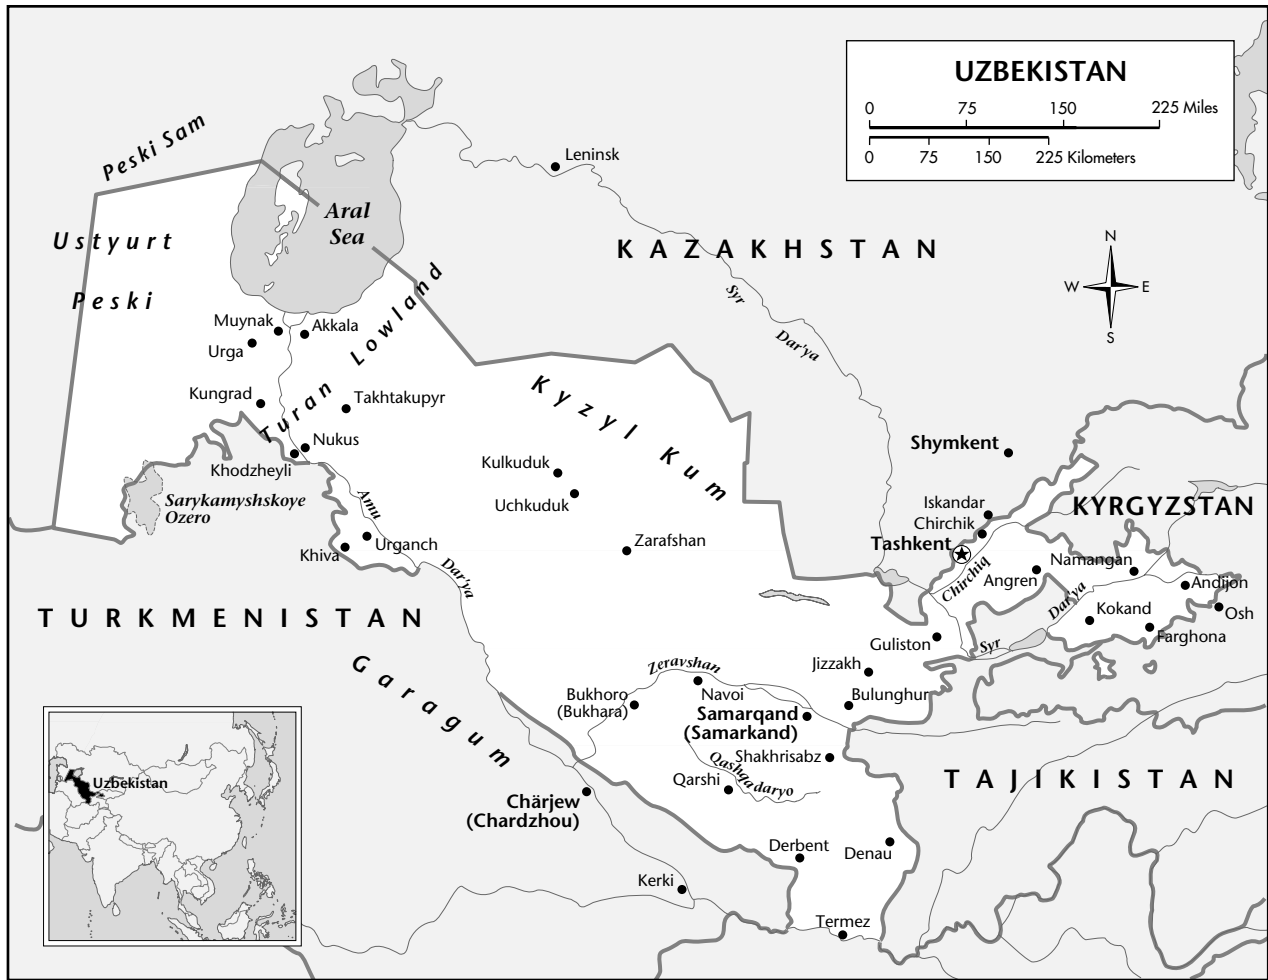 UZBEKISTAN
0 75 150 225 Miles
0 75 150 225 Kilometers
N
W E
S
Peski Sam
Ustyurt
Peski
Aral
Sea
Leninsk
KAZAKHSTAN
Syr
Dar'ya
Turan Lowland
Muynak
Akkala
Urga
Kungrad
Takhtakupyr
Nukus
Khodzheyli
Sarykamyshskoye
Ozero
Amu
Dar'ya
Khiva
Urganch
Kyzyl Kum
Kulkuduk
Uchkuduk
Zarafshan
Shymkent
Iskandar
Chirchik
Tashkent
Chirchiq
Angren
KYRGYZSTAN
Namangan
Andijon
Dar'ya
Kokand
Osh
Farghona
Syr
Guliston
Jizzakh
Bulunghur
TURKMENISTAN
Garagum
Zeravshan
Bukhoro
(Bukhara)
Navoi
Samarqand
(Samarkand)
Shakhrisabz
Qashqadaryo
Qarshi
TAJIKISTAN
Chärjew
(Chardzhou)
Derbent
Denau
Kerki
Termez
Uzbekistan